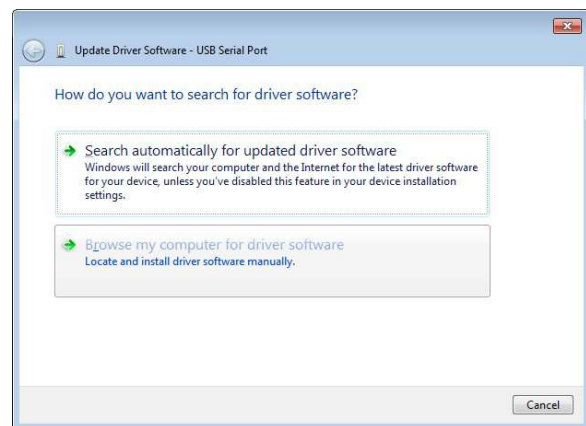 Update Driver Software - USB Serial Port
How do you want to search for driver software?
Search automatically for updated driver software
Windows will search your computer and the Internet for the latest driver software
for your device, unless you've disabled this feature in your device installation
settings.
Browse my computer for driver software
Locate and install driver software manually.
Cancel